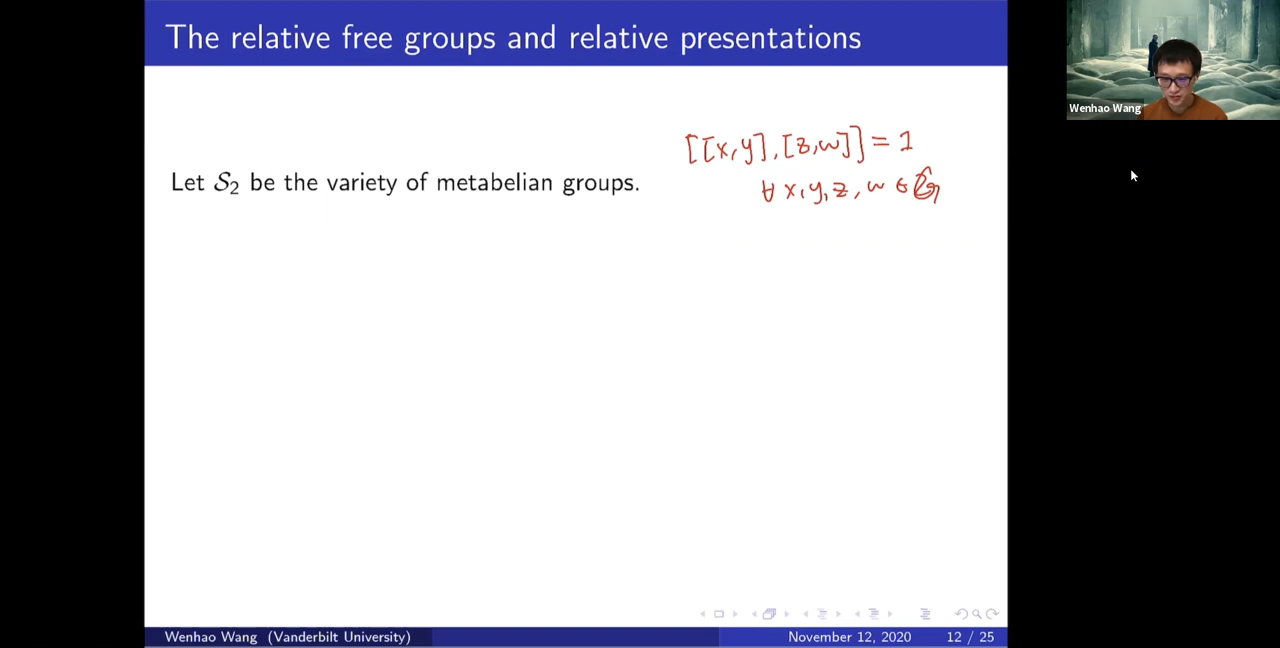 The relative free groups and relative presentations
Wenhao Wang
[[x,y],[z,w]] = 1
Let 𝒮₂ be the variety of metabelian groups.
∀ x,y,z,w ∈ G
Wenhao Wang (Vanderbilt University)
November 12, 2020
12 / 25